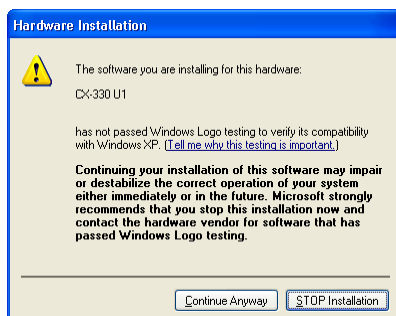 Hardware Installation
The software you are installing for this hardware:
CX-330 U1
has not passed Windows Logo testing to verify its compatibility
with Windows XP. (Tell me why this testing is important.)
Continuing your installation of this software may impair
or destabilize the correct operation of your system
either immediately or in the future. Microsoft strongly
recommends that you stop this installation now and
contact the hardware vendor for software that has
passed Windows Logo testing.
Continue Anyway STOP Installation